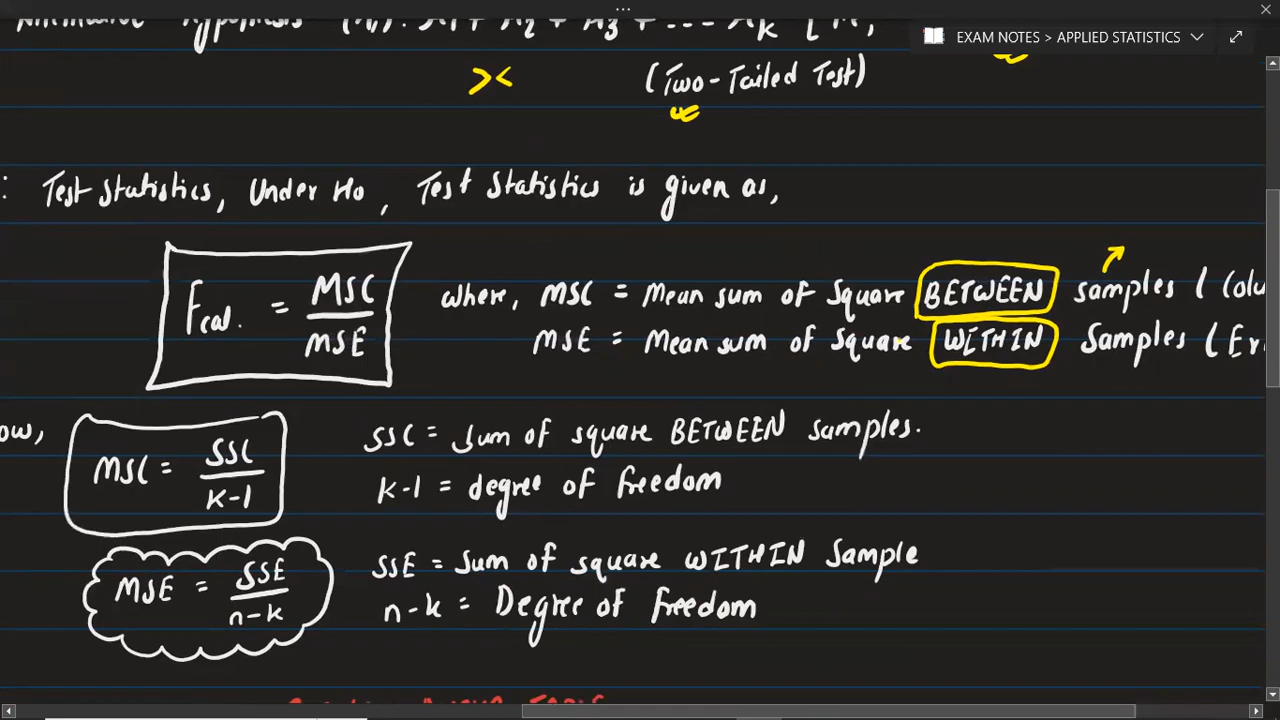 ...
EXAM NOTES > APPLIED STATISTICS
Hypothesis
(Two-Tailed Test)
: Test Statistics, Under Ho, Test Statistics is given as,
Fcal. = MSC / MSE
where, MSC = Mean sum of Square BETWEEN samples (
MSE = Mean sum of Square WITHIN Samples (
MSC = SSC / k-1
SSC = Sum of square BETWEEN samples.
k-1 = degree of freedom
MSE = SSE / n-k
SSE = Sum of square WITHIN Sample
n-k = Degree of freedom